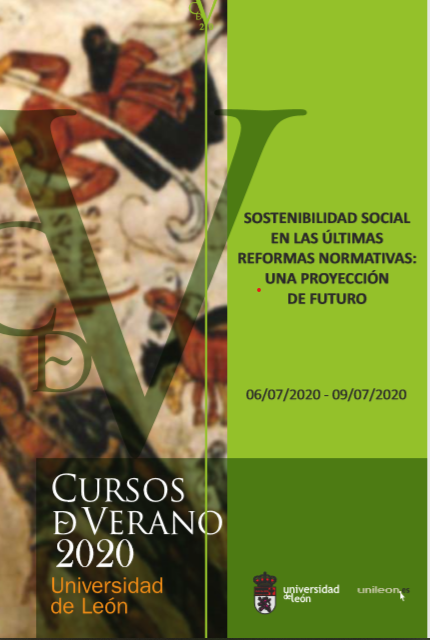 SOSTENIBILIDAD SOCIAL
EN LAS ÚLTIMAS
REFORMAS NORMATIVAS:
UNA PROYECCIÓN
DE FUTURO
06/07/2020 - 09/07/2020
CURSOS
DE VERANO
2020
Universidad
de León
universidad
de león